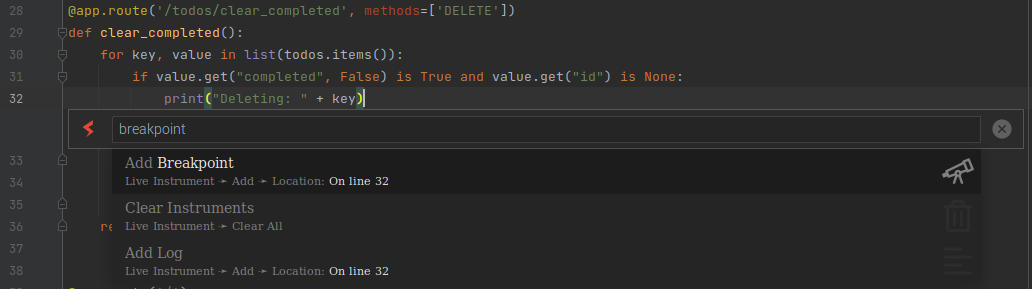 28 @app.route('/todos/clear_completed', methods=['DELETE'])
29 def clear_completed():
30 for key, value in list(todos.items()):
31 if value.get("completed", False) is True and value.get("id") is None:
32 print("Deleting: " + key)
breakpoint
33
Add Breakpoint
34
Live Instrument → Add → Location: On line 32
35
Clear Instruments
36 re
Live Instrument → Clear All
37
Add Log
38
Live Instrument → Add → Location: On line 32